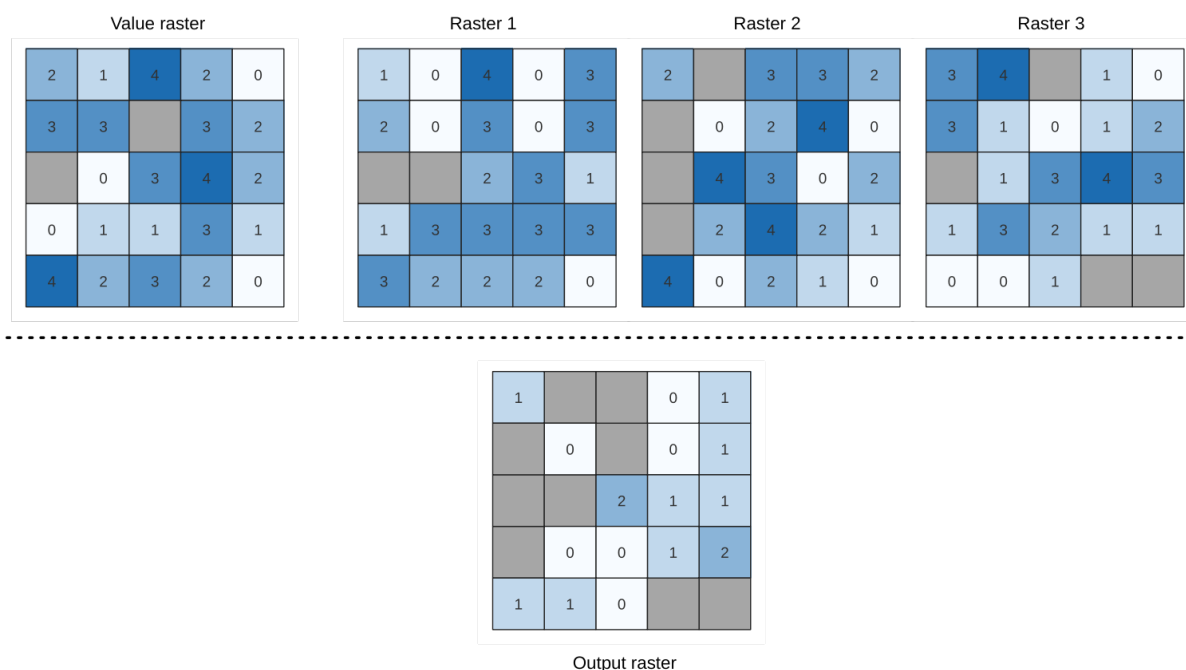 Value raster Raster 1 Raster 2 Raster 3
2 1 4 2 0 1 0 4 0 3 2 3 3 2 3 4 1 0
3 3 3 2 2 0 3 0 3 0 2 4 0 3 1 0 1 2
0 3 4 2 2 3 1 4 3 0 2 1 3 4 3
0 1 1 3 1 1 3 3 3 3 2 4 2 1 1 3 2 1 1
4 2 3 2 0 3 2 2 2 0 4 0 2 1 0 0 0 1
1 0 1
0 0 1
2 1 1
0 0 1 2
1 1 0
Output raster